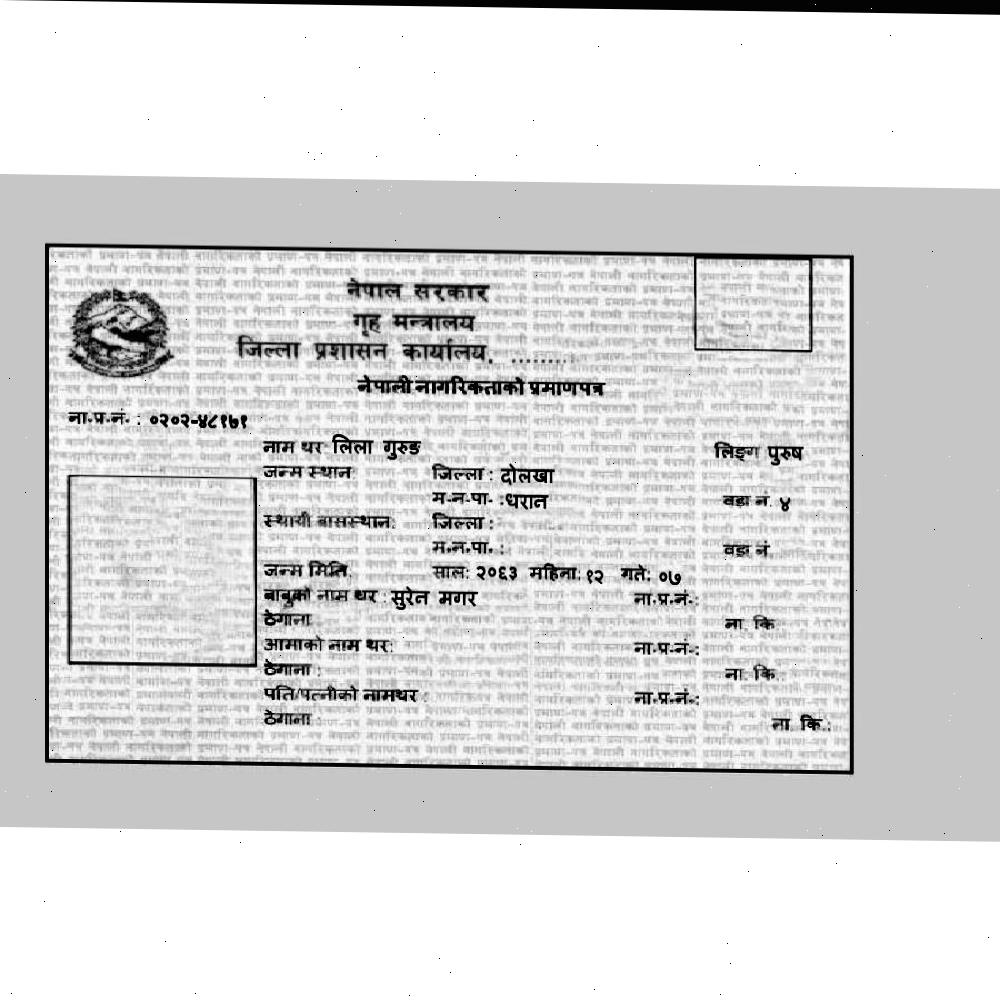 नेपाल सरकार
गृह मन्त्रालय
जिल्ला प्रशासन कार्यालय, ..........
नेपाली नागरिकताको प्रमाणपत्र
ना.प्र.नं. : ०२०२-४८१७१
नाम थर लिला गुरुङ लिङ्ग पुरुष
जन्म स्थान: जिल्ला : दोलखा
म.न.पा. :धरान वडा नं. ४
स्थायी बासस्थान: जिल्ला :
म.न.पा. : वडा नं.
जन्म मिति: साल: २०६३ महिना: १२ गते: ०७
बाबुको नाम थर : सुरेन मगर ना.प्र.नं.:
ठेगाना ना. कि.
आमाको नाम थर: ना.प्र.नं.:
ठेगाना : ना. कि.
पति/पत्नीको नामथर : ना.प्र.नं.:
ठेगाना : ना. कि.: